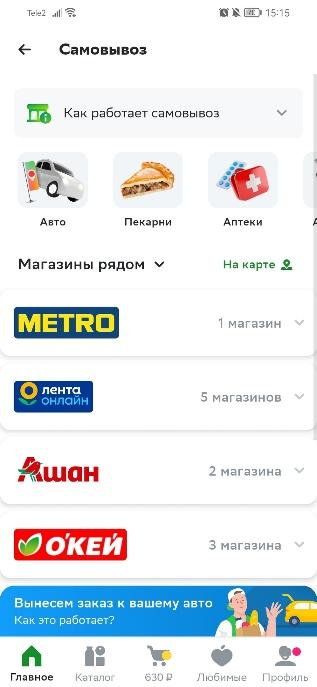 Tele2 15:15
Самовывоз
Как работает самовывоз
Авто Пекарни Аптеки
Магазины рядом На карте
METRO 1 магазин
лента
онлайн 5 магазинов
Ашан 2 магазина
О'КЕЙ 3 магазина
Вынесем заказ к вашему авто
Как это работает?
Главное Каталог 630 ₽ Любимые Профиль